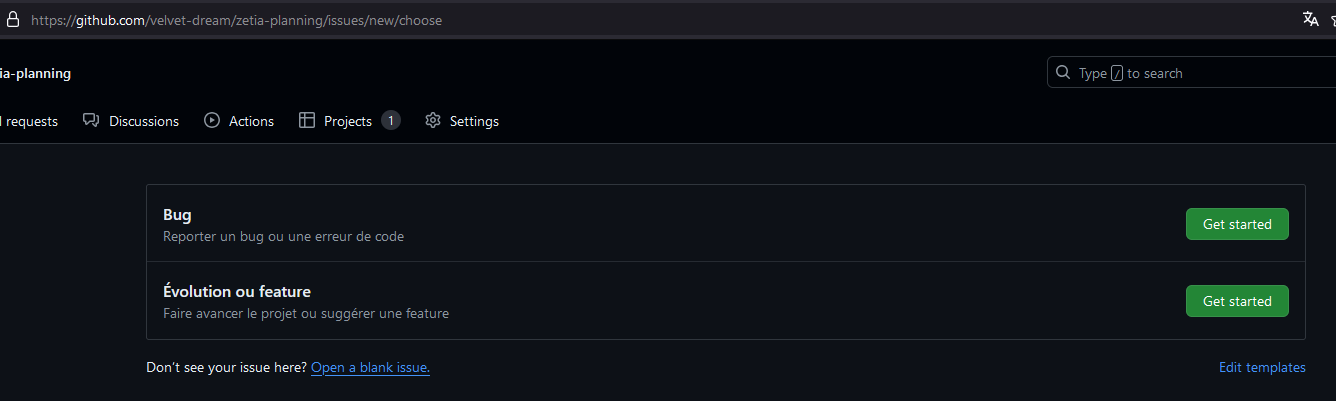 https://github.com/velvet-dream/zetia-planning/issues/new/choose
ia-planning
Type / to search
requests Discussions Actions Projects 1 Settings
Bug
Reporter un bug ou une erreur de code
Get started
Évolution ou feature
Faire avancer le projet ou suggérer une feature
Get started
Don't see your issue here? Open a blank issue.
Edit templates